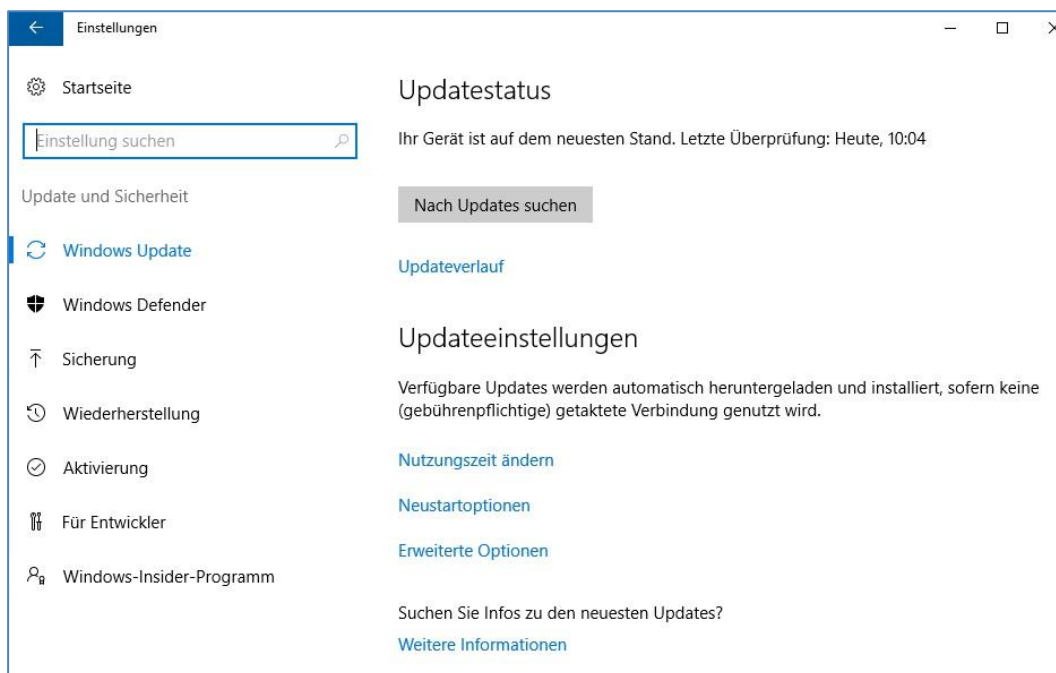 Einstellungen
Startseite
Einstellung suchen
Update und Sicherheit
Windows Update
Windows Defender
Sicherung
Wiederherstellung
Aktivierung
Für Entwickler
Windows-Insider-Programm
Updatestatus
Ihr Gerät ist auf dem neuesten Stand. Letzte Überprüfung: Heute, 10:04
Nach Updates suchen
Updateverlauf
Updateeinstellungen
Verfügbare Updates werden automatisch heruntergeladen und installiert, sofern keine
(gebührenpflichtige) getaktete Verbindung genutzt wird.
Nutzungszeit ändern
Neustartoptionen
Erweiterte Optionen
Suchen Sie Infos zu den neuesten Updates?
Weitere Informationen